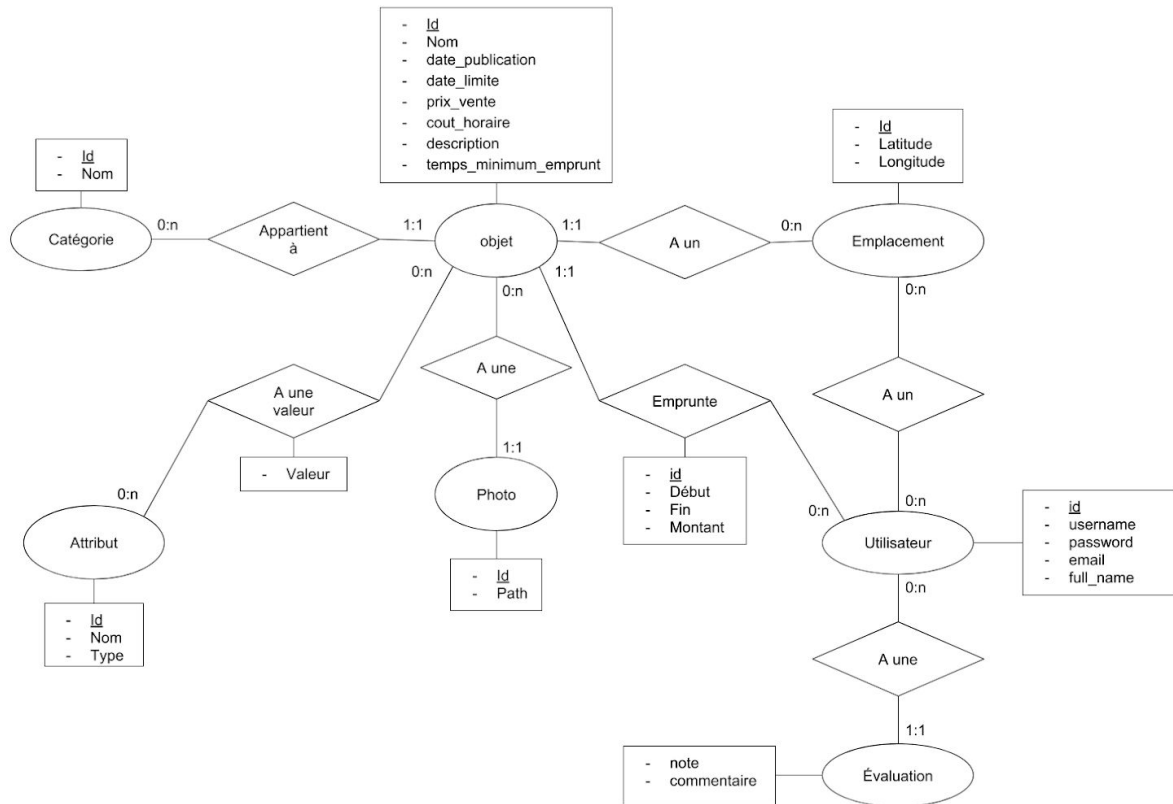 - Id
- Nom
- date_publication
- date_limite
- prix_vente
- cout_horaire
- description
- temps_minimum_emprunt
- Id
- Nom
- Id
- Latitude
- Longitude
Catégorie
0:n
Appartient
à
1:1
objet
1:1
A un
0:n
Emplacement
0:n
0:n
1:1
0:n
A une
valeur
- Valeur
A une
Emprunte
- id
- Début
- Fin
- Montant
A un
1:1
0:n
Photo
- Id
- Path
0:n
Attribut
- Id
- Nom
- Type
0:n
Utilisateur
- id
- username
- password
- email
- full_name
0:n
A une
1:1
Évaluation
- note
- commentaire